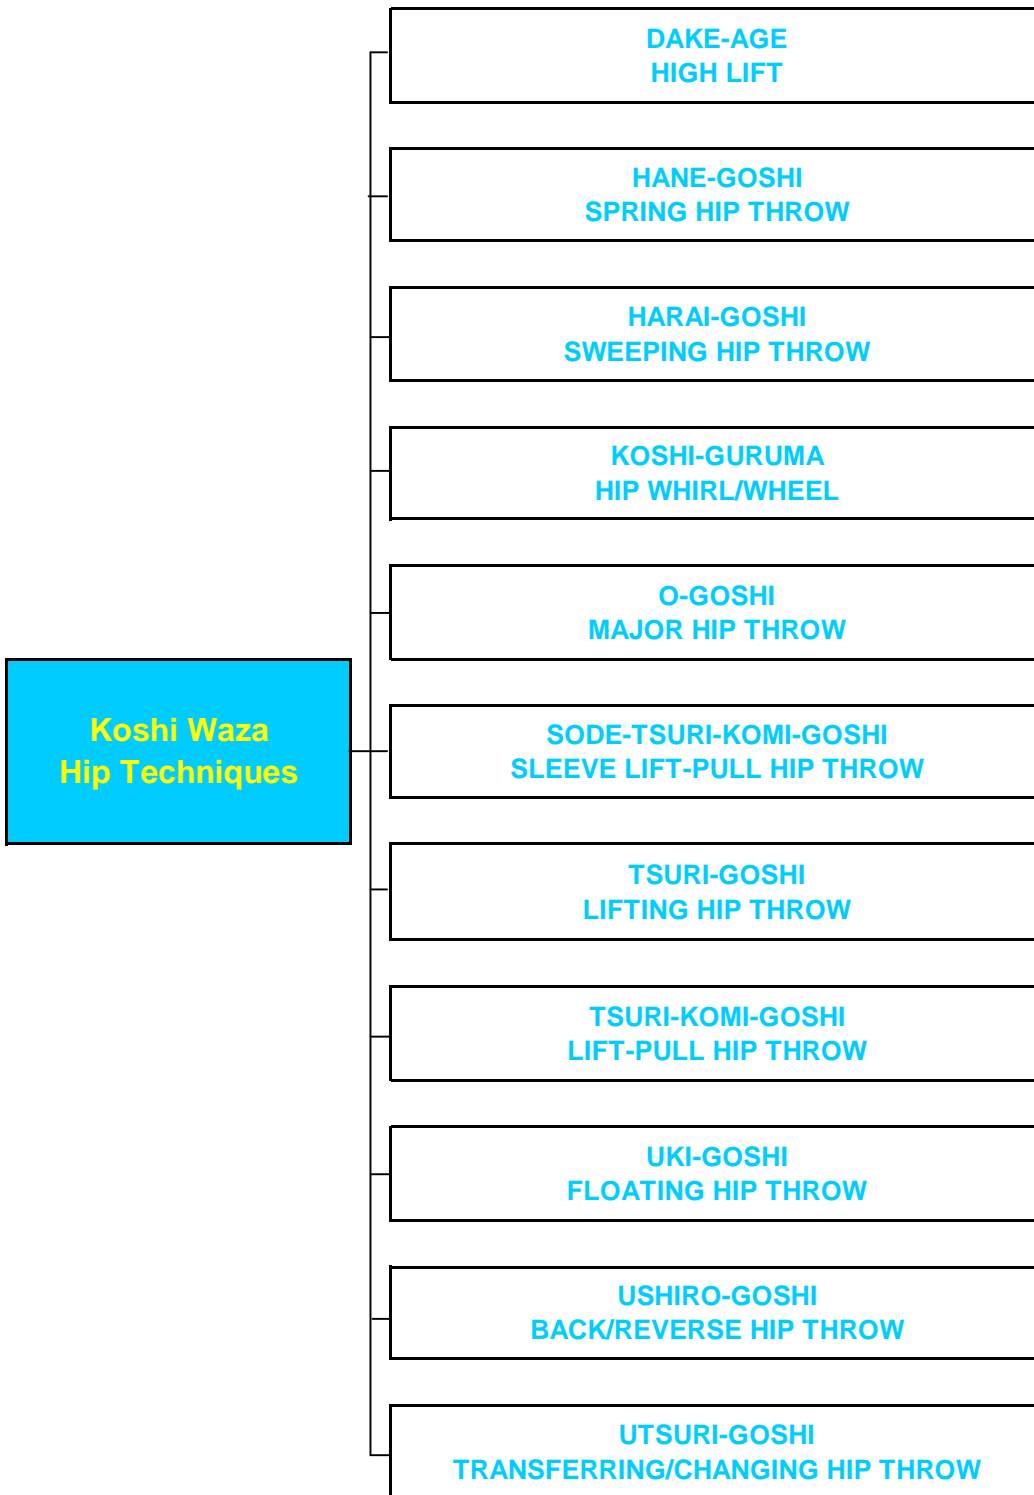 DAKE-AGE
HIGH LIFT
HANE-GOSHI
SPRING HIP THROW
HARAI-GOSHI
SWEEPING HIP THROW
KOSHI-GURUMA
HIP WHIRL/WHEEL
O-GOSHI
MAJOR HIP THROW
Koshi Waza
Hip Techniques
SODE-TSURI-KOMI-GOSHI
SLEEVE LIFT-PULL HIP THROW
TSURI-GOSHI
LIFTING HIP THROW
TSURI-KOMI-GOSHI
LIFT-PULL HIP THROW
UKI-GOSHI
FLOATING HIP THROW
USHIRO-GOSHI
BACK/REVERSE HIP THROW
UTSURI-GOSHI
TRANSFERRING/CHANGING HIP THROW